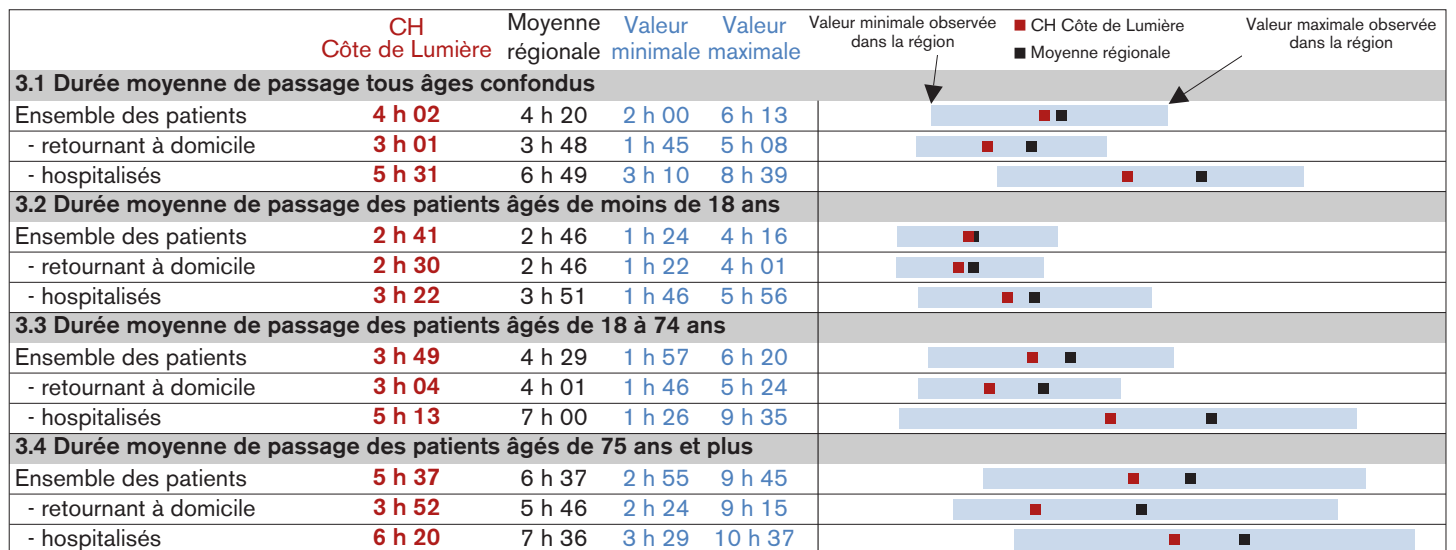 CH Côte de Lumière Moyenne régionale Valeur minimale Valeur maximale
Valeur minimale observée dans la région
CH Côte de Lumière
Moyenne régionale
Valeur maximale observée dans la région
3.1 Durée moyenne de passage tous âges confondus
Ensemble des patients 4 h 02 4 h 20 2 h 00 6 h 13
- retournant à domicile 3 h 01 3 h 48 1 h 45 5 h 08
- hospitalisés 5 h 31 6 h 49 3 h 10 8 h 39
3.2 Durée moyenne de passage des patients âgés de moins de 18 ans
Ensemble des patients 2 h 41 2 h 46 1 h 24 4 h 16
- retournant à domicile 2 h 30 2 h 46 1 h 22 4 h 01
- hospitalisés 3 h 22 3 h 51 1 h 46 5 h 56
3.3 Durée moyenne de passage des patients âgés de 18 à 74 ans
Ensemble des patients 3 h 49 4 h 29 1 h 57 6 h 20
- retournant à domicile 3 h 04 4 h 01 1 h 46 5 h 24
- hospitalisés 5 h 13 7 h 00 1 h 26 9 h 35
3.4 Durée moyenne de passage des patients âgés de 75 ans et plus
Ensemble des patients 5 h 37 6 h 37 2 h 55 9 h 45
- retournant à domicile 3 h 52 5 h 46 2 h 24 9 h 15
- hospitalisés 6 h 20 7 h 36 3 h 29 10 h 37